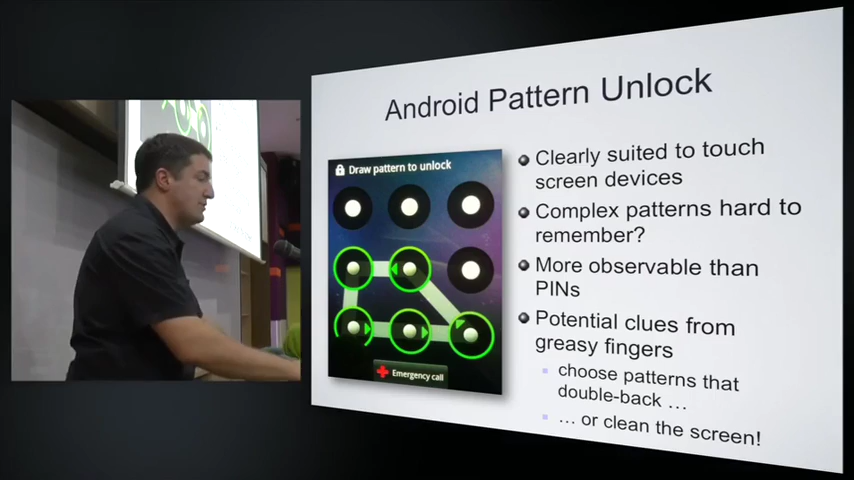 Android Pattern Unlock
Draw pattern to unlock
Emergency call
Clearly suited to touch
screen devices
Complex patterns hard to
remember?
More observable than
PINs
Potential clues from
greasy fingers
choose patterns that
double-back …
… or clean the screen!